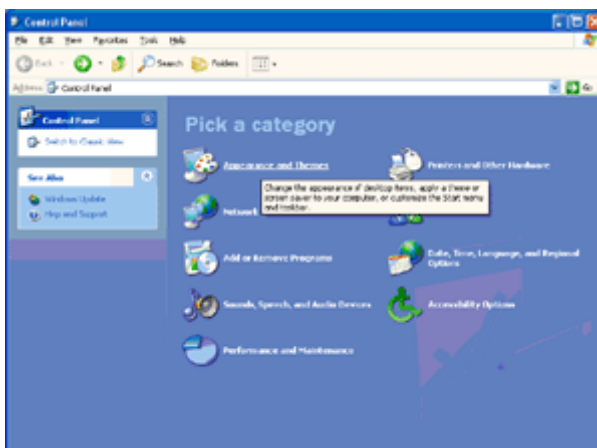 Control Panel
File Edit View Favorites Tools Help
Back Search Folders
Address Control Panel Go
Control Panel
Switch to Classic View
See Also
Windows Update
Help and Support
Pick a category
Appearance and Themes
Printers and Other Hardware
Change the appearance of desktop items, apply a theme or
screen saver to your computer, or customize the Start menu
and taskbar.
Network
Add or Remove Programs
Date, Time, Language, and Regional
Options
Sounds, Speech, and Audio Devices
Accessibility Options
Performance and Maintenance